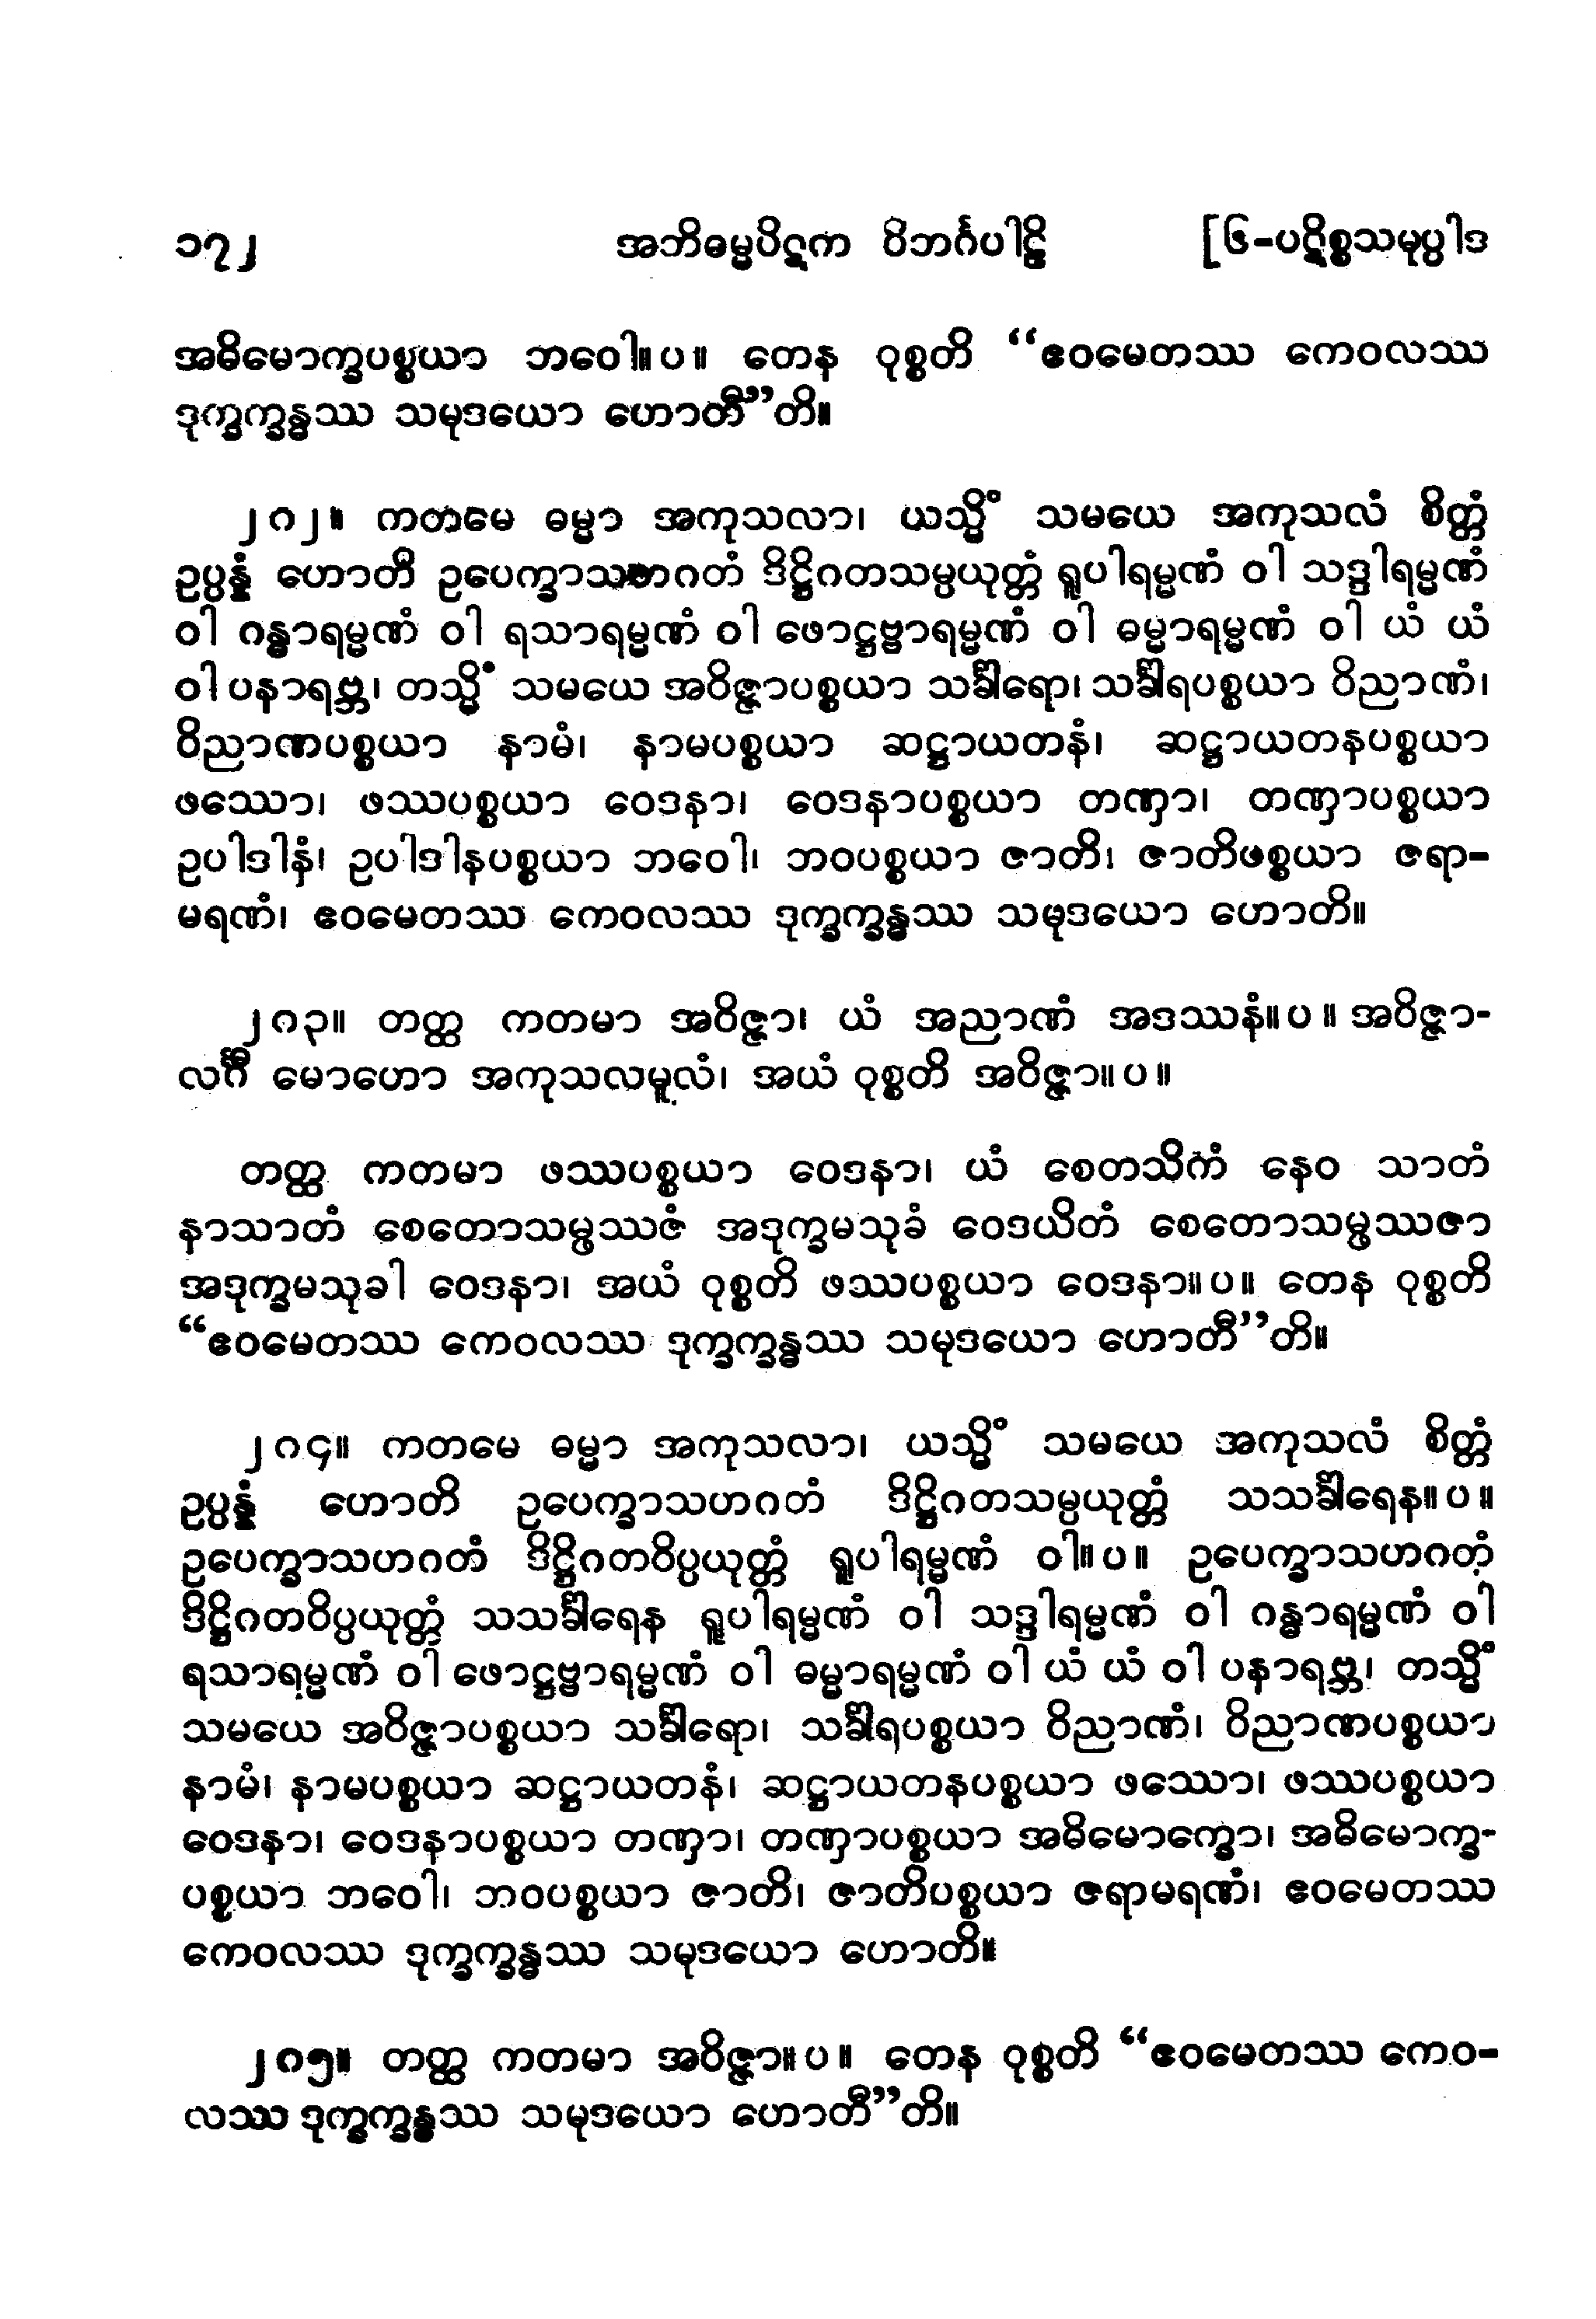 ၁၇၂ အဘိဓမ္မပိဋက ဝိဘင်္ဂပါဠိ [၆-ပဋိစ္စသမုပ္ပါဒ
အဓိမောက္ခပစ္စယာ ဘဝေါ။ပ။ တေန ဝုစ္စတိ “ဧဝမေတဿ ကေဝလဿ
ဒုက္ခက္ခန္ဓဿ သမုဒယော ဟောတီ”တိ။
၂၀၂။ ကတမေ ဓမ္မာ အကုသလာ၊ ယသ္မိံ သမယေ အကုသလံ စိတ္တံ
ဥပ္ပန္နံ ဟောတိ ဥပေက္ခာသဟဂတံ ဒိဋ္ဌိဂတသမ္ပယုတ္တံ ရူပါရမ္မဏံ ဝါ သဒ္ဒါရမ္မဏံ
ဝါ ဂန္ဓာရမ္မဏံ ဝါ ရသာရမ္မဏံ ဝါ ဖောဋ္ဌဗ္ဗာရမ္မဏံ ဝါ ဓမ္မာရမ္မဏံ ဝါ ယံ ယံ
ဝါ ပနာရဗ္ဘ၊ တသ္မိံ သမယေ အဝိဇ္ဇာပစ္စယာ သင်္ခါရော၊ သင်္ခါရပစ္စယာ ဝိညာဏံ၊
ဝိညာဏပစ္စယာ နာမံ၊ နာမပစ္စယာ ဆဋ္ဌာယတနံ၊ ဆဋ္ဌာယတနပစ္စယာ
ဖဿော၊ ဖဿပစ္စယာ ဝေဒနာ၊ ဝေဒနာပစ္စယာ တဏှာ၊ တဏှာပစ္စယာ
ဥပါဒါနံ၊ ဥပါဒါနပစ္စယာ ဘဝေါ၊ ဘဝပစ္စယာ ဇာတိ၊ ဇာတိပစ္စယာ ဇရာ-
မရဏံ၊ ဧဝမေတဿ ကေဝလဿ ဒုက္ခက္ခန္ဓဿ သမုဒယော ဟောတိ။
၂၀၃။ တတ္ထ ကတမာ အဝိဇ္ဇာ၊ ယံ အညာဏံ အဒဿနံ။ပ။ အဝိဇ္ဇာ-
လင်္ဂီ မောဟော အကုသလမူလံ၊ အယံ ဝုစ္စတိ အဝိဇ္ဇာ။ပ။
တတ္ထ ကတမာ ဖဿပစ္စယာ ဝေဒနာ၊ ယံ စေတသိကံ နေဝ သာတံ
နာသာတံ စေတောသမ္ဖဿဇံ အဒုက္ခမသုခံ ဝေဒယိတံ စေတောသမ္ဖဿဇာ
အဒုက္ခမသုခါ ဝေဒနာ၊ အယံ ဝုစ္စတိ ဖဿပစ္စယာ ဝေဒနာ။ပ။ တေန ဝုစ္စတိ
“ဧဝမေတဿ ကေဝလဿ ဒုက္ခက္ခန္ဓဿ သမုဒယော ဟောတီ”တိ။
၂၀၄။ ကတမေ ဓမ္မာ အကုသလာ၊ ယသ္မိံ သမယေ အကုသလံ စိတ္တံ
ဥပ္ပန္နံ ဟောတိ ဥပေက္ခာသဟဂတံ ဒိဋ္ဌိဂတသမ္ပယုတ္တံ သသင်္ခါရေန။ပ။
ဥပေက္ခာသဟဂတံ ဒိဋ္ဌိဂတဝိပ္ပယုတ္တံ ရူပါရမ္မဏံ ဝါ။ပ။ ဥပေက္ခာသဟဂတံ
ဒိဋ္ဌိဂတဝိပ္ပယုတ္တံ သသင်္ခါရေန ရူပါရမ္မဏံ ဝါ သဒ္ဒါရမ္မဏံ ဝါ ဂန္ဓာရမ္မဏံ ဝါ
ရသာရမ္မဏံ ဝါ ဖောဋ္ဌဗ္ဗာရမ္မဏံ ဝါ ဓမ္မာရမ္မဏံ ဝါ ယံ ယံ ဝါ ပနာရဗ္ဘ၊ တသ္မိံ
သမယေ အဝိဇ္ဇာပစ္စယာ သင်္ခါရော၊ သင်္ခါရပစ္စယာ ဝိညာဏံ၊ ဝိညာဏပစ္စယာ
နာမံ၊ နာမပစ္စယာ ဆဋ္ဌာယတနံ၊ ဆဋ္ဌာယတနပစ္စယာ ဖဿော၊ ဖဿပစ္စယာ
ဝေဒနာ၊ ဝေဒနာပစ္စယာ တဏှာ၊ တဏှာပစ္စယာ အဓိမောက္ခော၊ အဓိမောက္ခ-
ပစ္စယာ ဘဝေါ၊ ဘဝပစ္စယာ ဇာတိ၊ ဇာတိပစ္စယာ ဇရာမရဏံ၊ ဧဝမေတဿ
ကေဝလဿ ဒုက္ခက္ခန္ဓဿ သမုဒယော ဟောတိ။
၂၀၅။ တတ္ထ ကတမာ အဝိဇ္ဇာ။ပ။ တေန ဝုစ္စတိ “ဧဝမေတဿ ကေဝ-
လဿ ဒုက္ခက္ခန္ဓဿ သမုဒယော ဟောတီ”တိ။